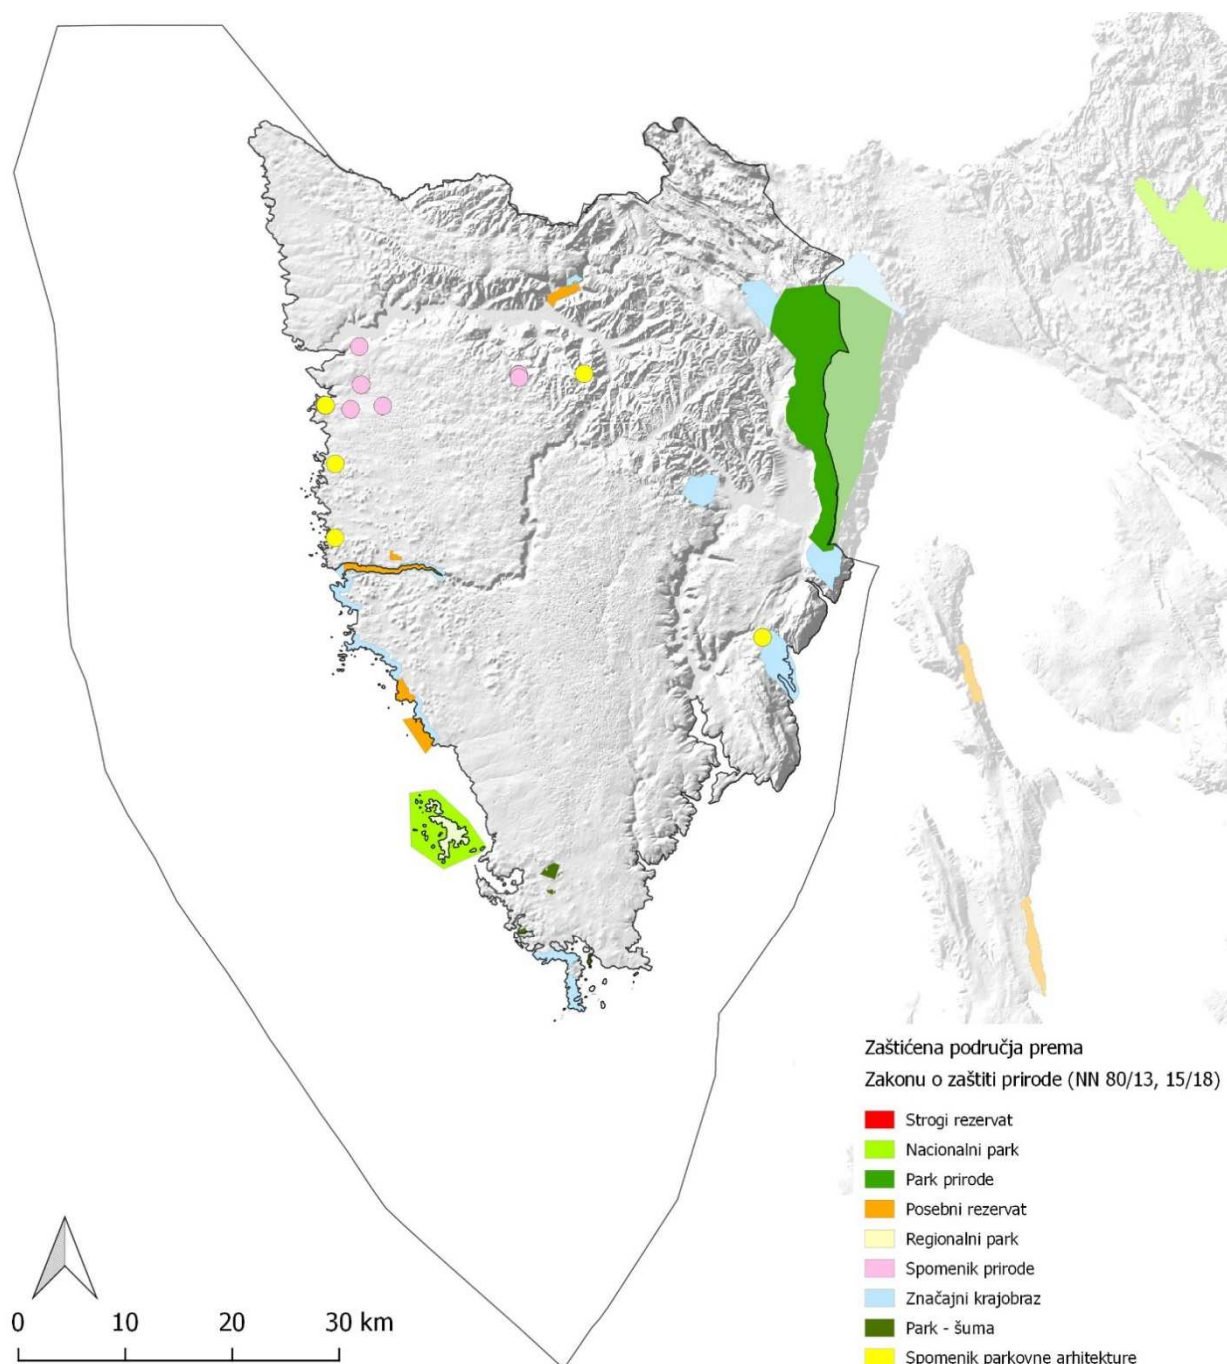 Zaštićena područja prema
Zakonu o zaštiti prirode (NN 80/13, 15/18)
Strogi rezervat
Nacionalni park
Park prirode
Posebni rezervat
Regionalni park
Spomenik prirode
Značajni krajobraz
Park - šuma
Spomenik parkovne arhitekture
0 10 20 30 km